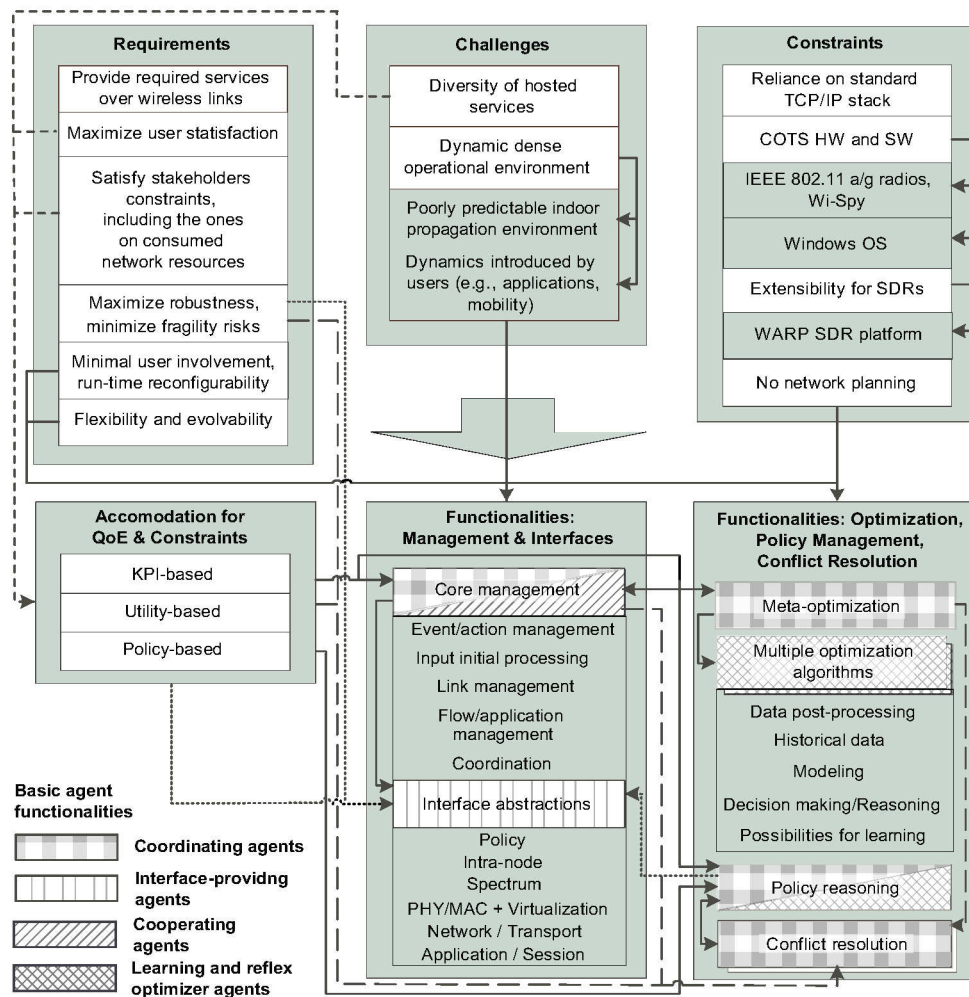 Requirements
Provide required services
over wireless links
Maximize user satisfaction
Satisfy stakeholders
constraints,
including the ones
on consumed
network resources
Maximize robustness,
minimize fragility risks
Minimal user involvement,
run-time reconfigurability
Flexibility and evolvability
Challenges
Diversity of hosted
services
Dynamic dense
operational environment
Poorly predictable indoor
propagation environment
Dynamics introduced by
users (e.g., applications,
mobility)
Constraints
Reliance on standard
TCP/IP stack
COTS HW and SW
IEEE 802.11 a/g radios,
Wi-Spy
Windows OS
Extensibility for SDRs
WARP SDR platform
No network planning
Accomodation for
QoE & Constraints
KPI-based
Utility-based
Policy-based
Functionalities:
Management & Interfaces
Core management
Event/action management
Input initial processing
Link management
Flow/application
management
Coordination
Interface abstractions
Policy
Intra-node
Spectrum
PHY/MAC + Virtualization
Network / Transport
Application / Session
Functionalities: Optimization,
Policy Management,
Conflict Resolution
Meta-optimization
Multiple optimization
algorithms
Data post-processing
Historical data
Modeling
Decision making/Reasoning
Possibilities for learning
Policy reasoning
Conflict resolution
Basic agent
functionalities
Coordinating agents
Interface-providng
agents
Cooperating
agents
Learning and reflex
optimizer agents